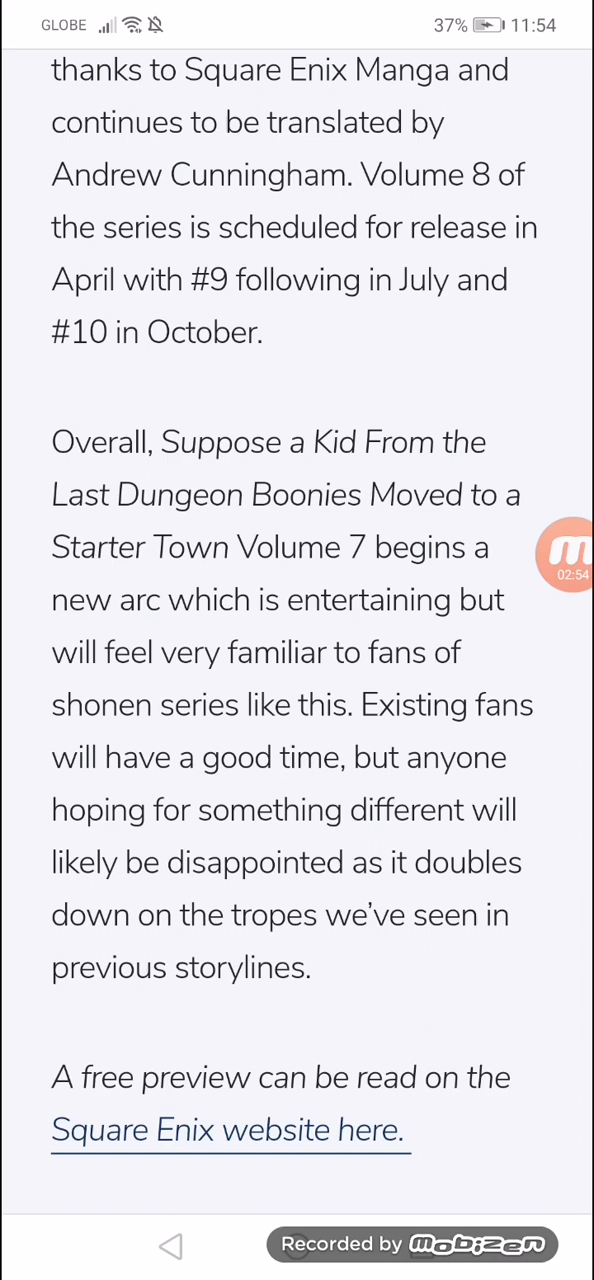 GLOBE 37% 11:54
thanks to Square Enix Manga and
continues to be translated by
Andrew Cunningham. Volume 8 of
the series is scheduled for release in
April with #9 following in July and
#10 in October.
Overall, Suppose a Kid From the
Last Dungeon Boonies Moved to a
Starter Town Volume 7 begins a
new arc which is entertaining but
will feel very familiar to fans of
shonen series like this. Existing fans
will have a good time, but anyone
hoping for something different will
likely be disappointed as it doubles
down on the tropes we’ve seen in
previous storylines.
A free preview can be read on the
Square Enix website here.
m
02:54
Recorded by mobizen